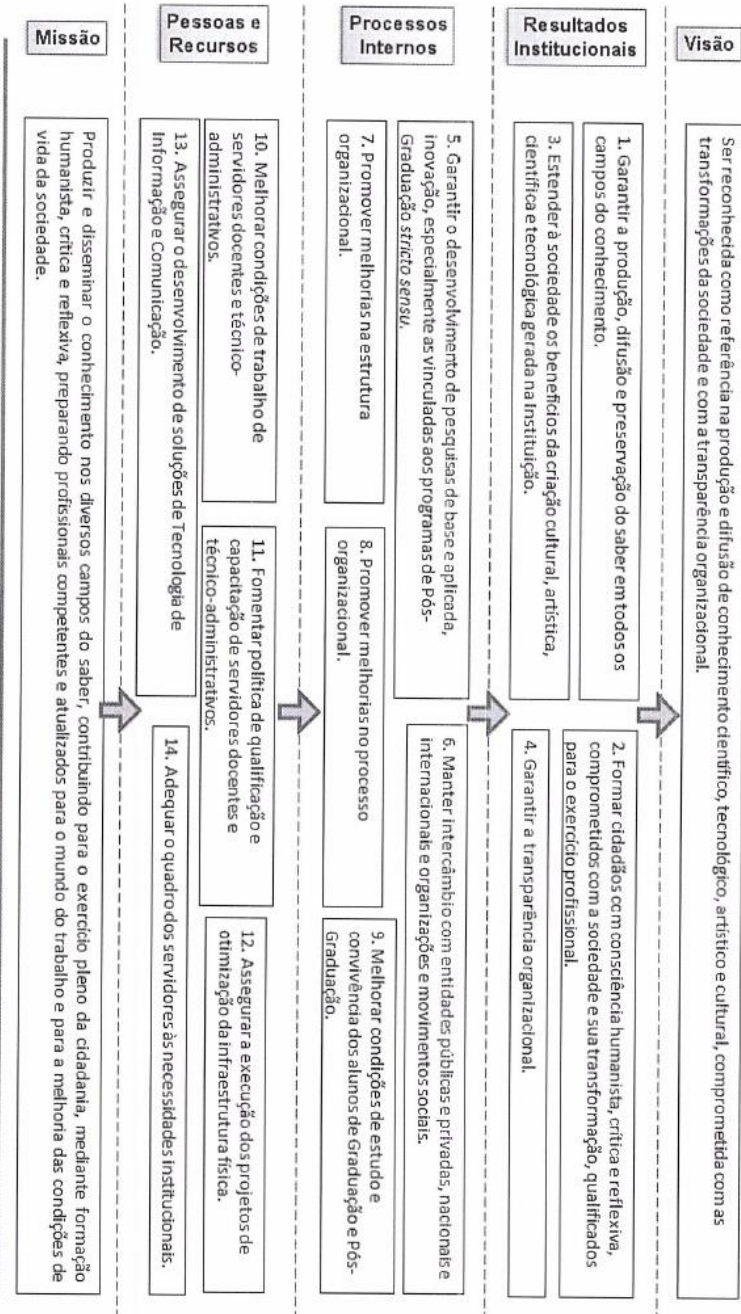 Visão
Ser reconhecida como referência na produção e difusão de conhecimento científico, tecnológico, artístico e cultural, comprometida com as
transformações da sociedade e com a transparência organizacional.
Resultados
Institucionais
1. Garantir a produção, difusão e preservação do saber em todos os
campos do conhecimento.
2. Formar cidadãos com consciência humanista, crítica e reflexiva,
comprometidos com a sociedade e sua transformação, qualificados
para o exercício profissional.
3. Estender à sociedade os benefícios da criação cultural, artística,
científica e tecnológica gerada na Instituição.
4. Garantir a transparência organizacional.
Processos
Internos
5. Garantir o desenvolvimento de pesquisas de base e aplicada,
inovação, especialmente as vinculadas aos programas de Pós-
Graduação stricto sensu.
6. Manter intercâmbio com entidades públicas e privadas, nacionais e
internacionais e organizações e movimentos sociais.
7. Promover melhorias na estrutura
organizacional.
8. Promover melhorias no processo
organizacional.
9. Melhorar condições de estudo e
convivência dos alunos de Graduação e Pós-
Graduação.
Pessoas e
Recursos
10. Melhorar condições de trabalho de
servidores docentes e técnico-
administrativos.
11. Fomentar política de qualificação e
capacitação de servidores docentes e
técnico-administrativos.
12. Assegurar a execução dos projetos de
otimização da infraestrutura física.
13. Assegurar o desenvolvimento de soluções de Tecnologia de
Informação e Comunicação.
14. Adequar o quadro dos servidores às necessidades institucionais.
Missão
Produzir e disseminar o conhecimento nos diversos campos do saber, contribuindo para o exercício pleno da cidadania, mediante formação
humanista, crítica e reflexiva, preparando profissionais competentes e atualizados para o mundo do trabalho e para a melhoria das condições de
vida da sociedade.